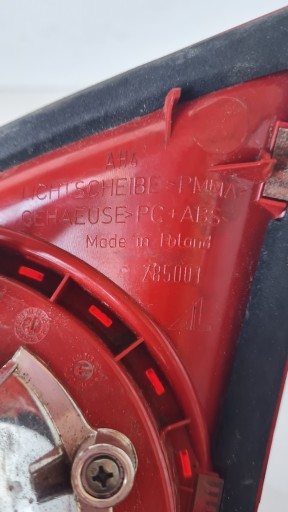 LICHTSCHEIBE >PMMA<
GEHAEUSE >PC+ABS<
Made in Poland
785001